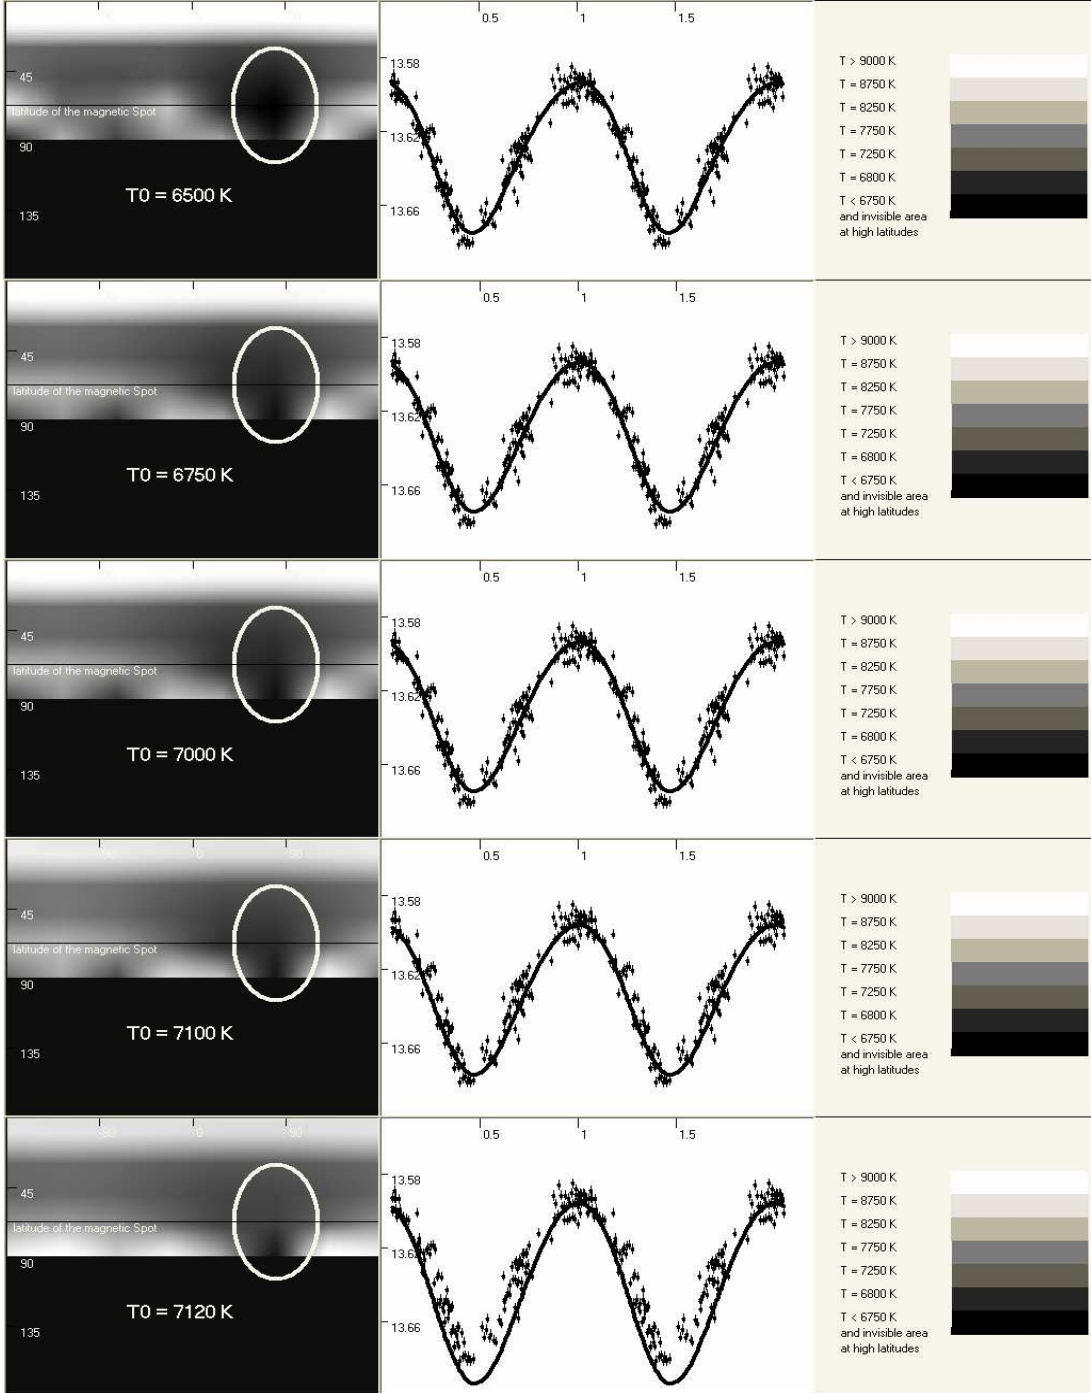 0.5 1 1.5
13.58
13.62
13.66
45
latitude of the magnetic Spot
90
T0 = 6500 K
135
T > 9000 K
T = 8750 K
T = 8250 K
T = 7750 K
T = 7250 K
T = 6800 K
T < 6750 K
and invisible area
at high latitudes
0.5 1 1.5
13.58
13.62
13.66
45
latitude of the magnetic Spot
90
T0 = 6750 K
135
T > 9000 K
T = 8750 K
T = 8250 K
T = 7750 K
T = 7250 K
T = 6800 K
T < 6750 K
and invisible area
at high latitudes
0.5 1 1.5
13.58
13.62
13.66
45
latitude of the magnetic Spot
90
T0 = 7000 K
135
T > 9000 K
T = 8750 K
T = 8250 K
T = 7750 K
T = 7250 K
T = 6800 K
T < 6750 K
and invisible area
at high latitudes
0 90
0.5 1 1.5
13.58
13.62
13.66
45
latitude of the magnetic Spot
90
T0 = 7100 K
135
T > 9000 K
T = 8750 K
T = 8250 K
T = 7750 K
T = 7250 K
T = 6800 K
T < 6750 K
and invisible area
at high latitudes
-90 0 90
0.5 1 1.5
13.58
13.62
13.66
45
latitude of the magnetic Spot
90
T0 = 7120 K
135
T > 9000 K
T = 8750 K
T = 8250 K
T = 7750 K
T = 7250 K
T = 6800 K
T < 6750 K
and invisible area
at high latitudes